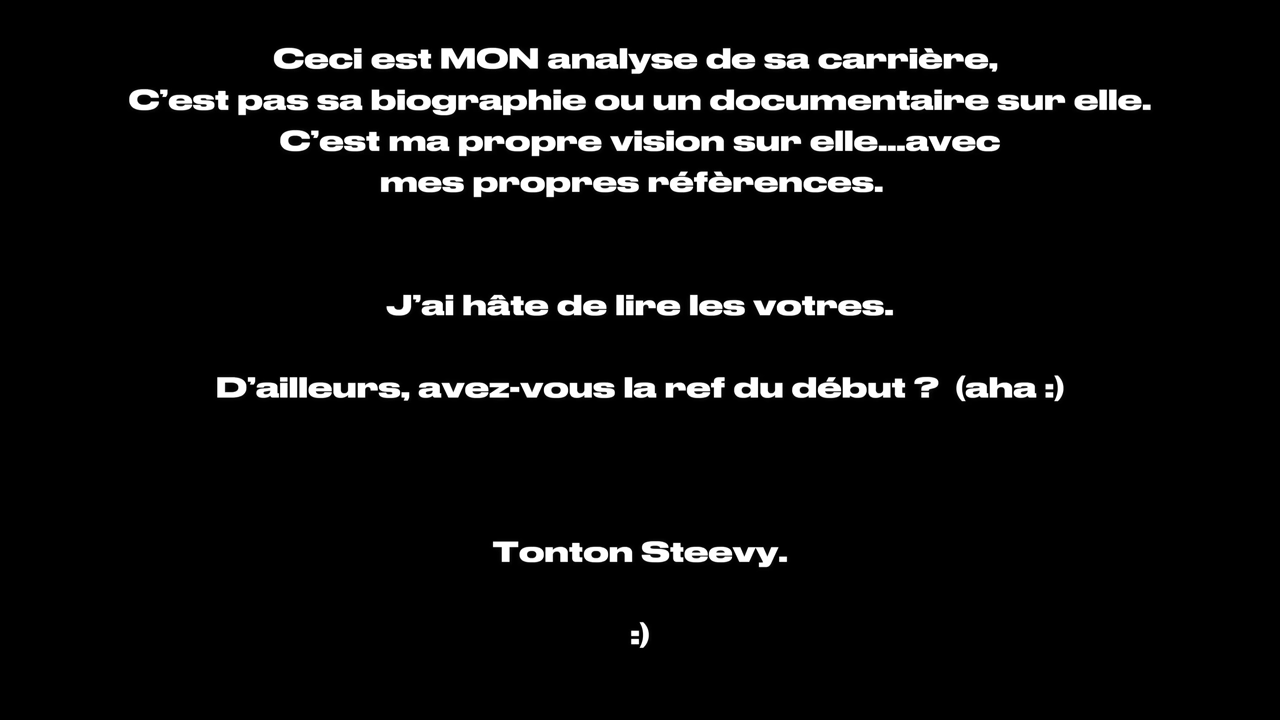 Ceci est MON analyse de sa carrière,
C’est pas sa biographie ou un documentaire sur elle.
C’est ma propre vision sur elle...avec
mes propres réfèrences.
J’ai hâte de lire les votres.
D’ailleurs, avez-vous la ref du début ? (aha :)
Tonton Steevy.
:)